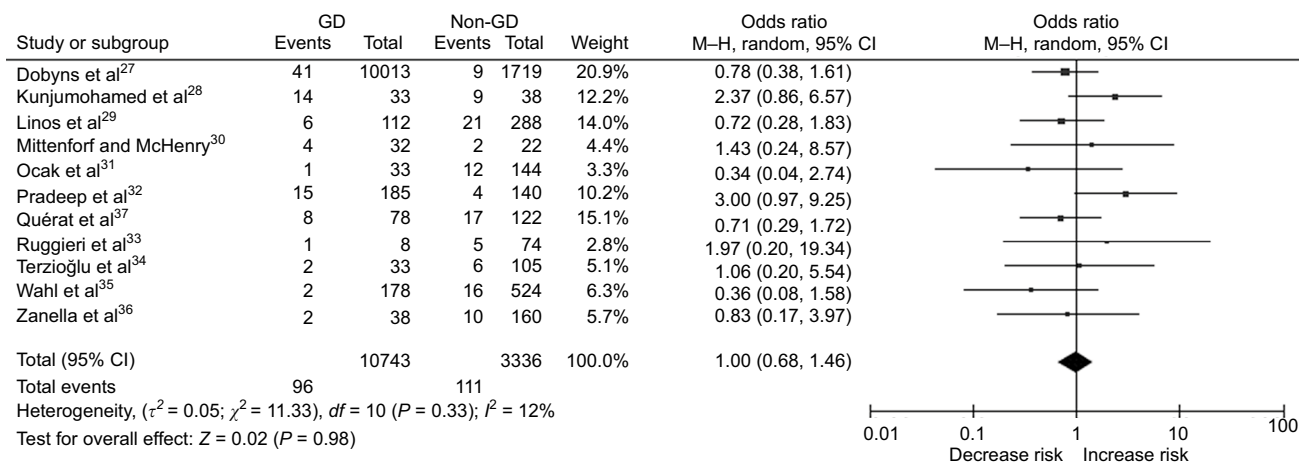 GD Non-GD Odds ratio Odds ratio
Study or subgroup Events Total Events Total Weight M–H, random, 95% CI M–H, random, 95% CI
Dobyns et al27 41 10013 9 1719 20.9% 0.78 (0.38, 1.61)
Kunjumohamed et al28 14 33 9 38 12.2% 2.37 (0.86, 6.57)
Linos et al29 6 112 21 288 14.0% 0.72 (0.28, 1.83)
Mittenforf and McHenry30 4 32 2 22 4.4% 1.43 (0.24, 8.57)
Ocak et al31 1 33 12 144 3.3% 0.34 (0.04, 2.74)
Pradeep et al32 15 185 4 140 10.2% 3.00 (0.97, 9.25)
Quérat et al37 8 78 17 122 15.1% 0.71 (0.29, 1.72)
Ruggieri et al33 1 8 5 74 2.8% 1.97 (0.20, 19.34)
Terzioğlu et al34 2 33 6 105 5.1% 1.06 (0.20, 5.54)
Wahl et al35 2 178 16 524 6.3% 0.36 (0.08, 1.58)
Zanella et al36 2 38 10 160 5.7% 0.83 (0.17, 3.97)
Total (95% CI) 10743 3336 100.0% 1.00 (0.68, 1.46)
Total events 96 111
Heterogeneity, (τ2 = 0.05; χ2 = 11.33), df = 10 (P = 0.33); I2 = 12%
Test for overall effect: Z = 0.02 (P = 0.98)
0.01 0.1 1 10 100
Decrease risk Increase risk